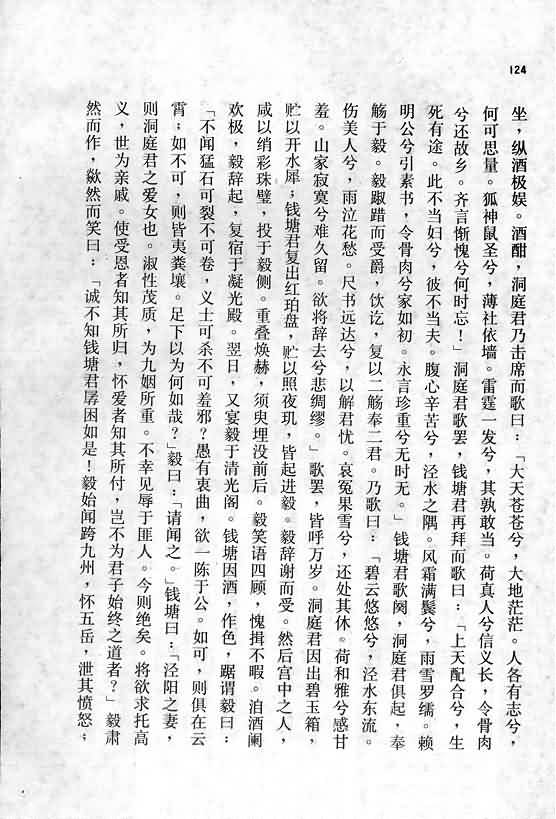 124
坐，纵酒极娱。酒酣，洞庭君乃击席而歌曰：「大天苍苍兮，大地茫茫。人各有志兮，
何可思量。狐神鼠圣兮，薄社依墙。雷霆一发兮，其孰敢当。荷真人兮信义长，令骨肉
兮还故乡。齐言惭愧兮何时忘！」洞庭君歌罢，钱塘君再拜而歌曰：「上天配合兮，生
死有途。此不当妇兮，彼不当夫。腹心辛苦兮，泾水之隅。风霜满鬓兮，雨雪罗襦。赖
明公兮引素书，令骨肉兮家如初。永言珍重兮无时无。」钱塘君歌阕，洞庭君俱起，奉
觞于毅。毅踧踖而受爵，饮讫，复以二觞奉二君。乃歌曰：「碧云悠悠兮，泾水东流。
伤美人兮，雨泣花愁。尺书远达兮，以解君忧。哀冤果雪兮，还处其休。荷和雅兮感甘
羞。山家寂寞兮难久留。欲将辞去兮悲绸缪。」歌罢，皆呼万岁。洞庭君因出碧玉箱，
贮以开水犀；钱塘君复出红珀盘，贮以照夜玑，皆起进毅。毅辞谢而受。然后宫中之人，
咸以绡彩珠璧，投于毅侧。重叠焕赫，须臾埋没前后。毅笑语四顾，愧揖不暇。洎酒阑
欢极，毅辞起，复宿于凝光殿。翌日，又宴毅于清光阁。钱塘因酒，作色，踞谓毅曰：
「不闻猛石可裂不可卷，义士可杀不可羞邪？愚有衷曲，欲一陈于公。如可，则俱在云
霄；如不可，则皆夷粪壤。足下以为何如哉？」毅曰：「请闻之。」钱塘曰：「泾阳之妻，
则洞庭君之爱女也。淑性茂质，为九姻所重。不幸见辱于匪人。今则绝矣。将欲求托高
义，世为亲戚。使受恩者知其所归，怀爱者知其所付，岂不为君子始终之道者？」毅肃
然而作，欻然而笑曰：「诚不知钱塘君孱困如是！毅始闻跨九州，怀五岳，泄其愤怒；